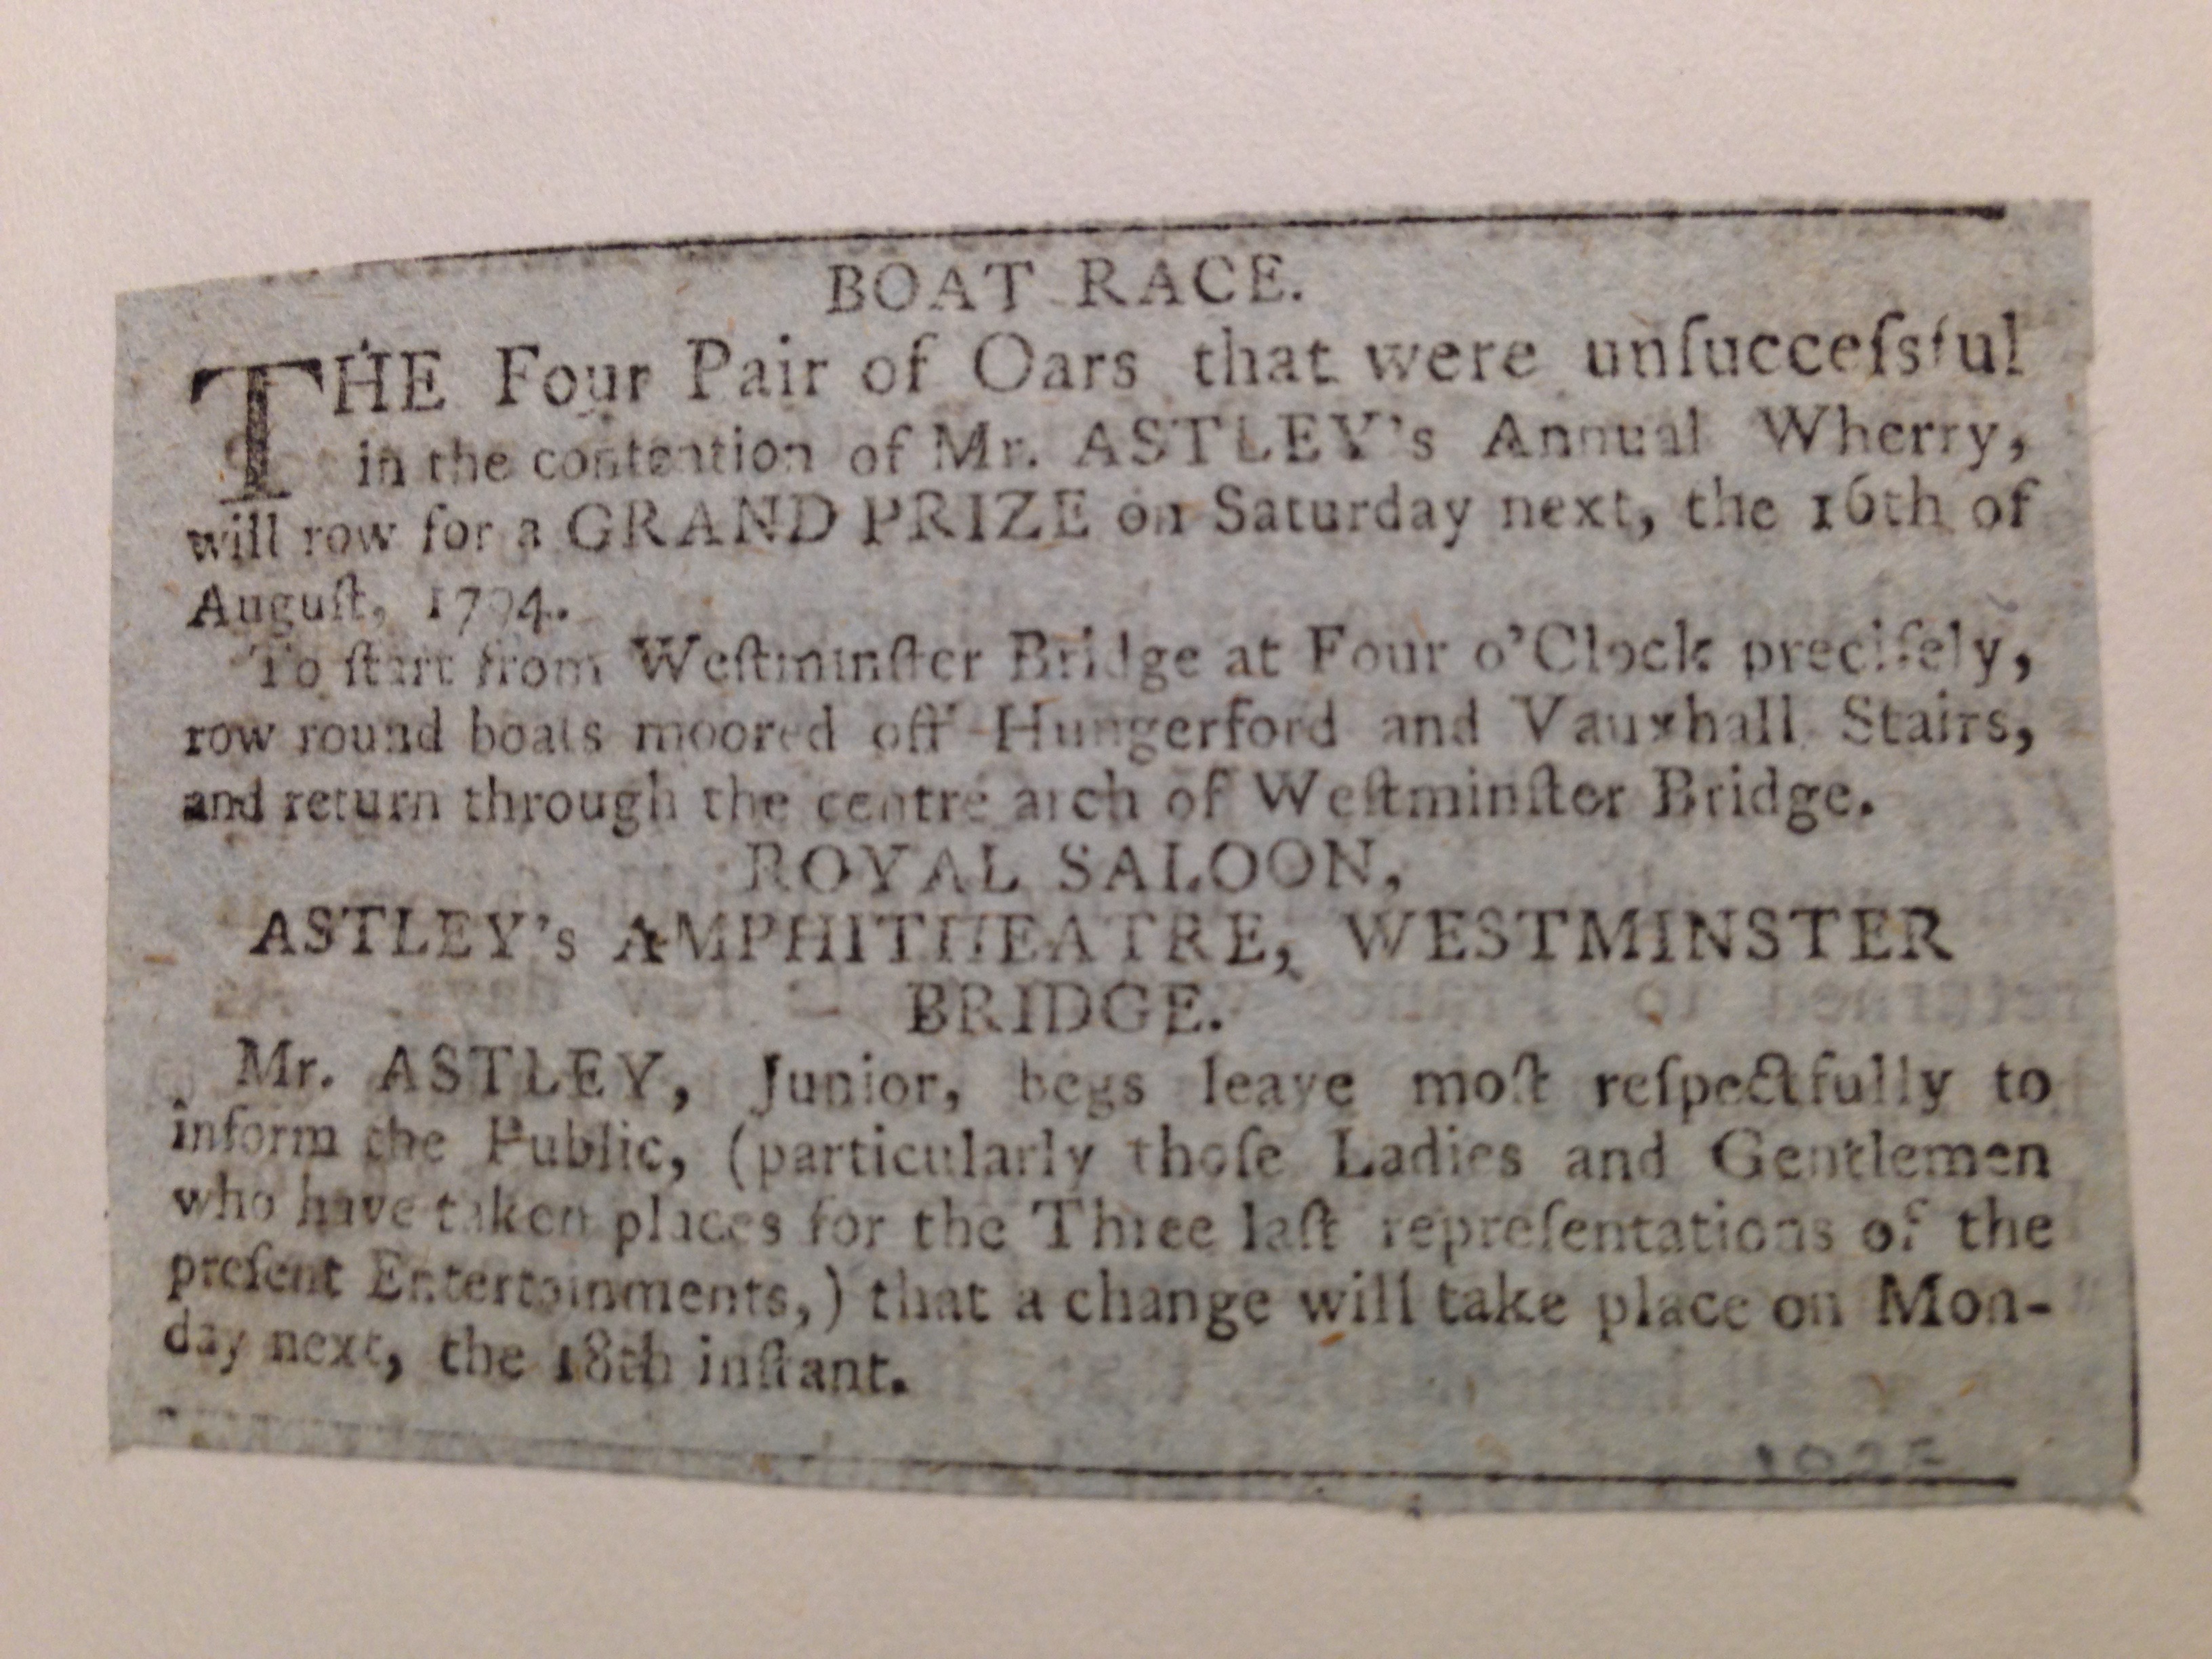 BOAT RACE.
THE Four Pair of Oars that were unſucceſsful
in the contention of Mr. ASTLEY's Annual Wherry,
will row for a GRAND PRIZE on Saturday next, the 16th of
Auguſt, 1794.
To ſtart from Weſtminſter Bridge at Four o'Clock preciſely,
row round boats moored off Hungerford and Vauxhall Stairs,
and return through the centre arch of Weſtminſter Bridge.
ROYAL SALOON,
ASTLEY's AMPHITHEATRE, WESTMINSTER
BRIDGE.
Mr. ASTLEY, Junior, begs leave moſt reſpectfully to
inform the Public, (particularly thoſe Ladies and Gentlemen
who have taken places for the Three laſt repreſentations of the
preſent Entertainments,) that a change will take place on Mon-
day next, the 18th inſtant.